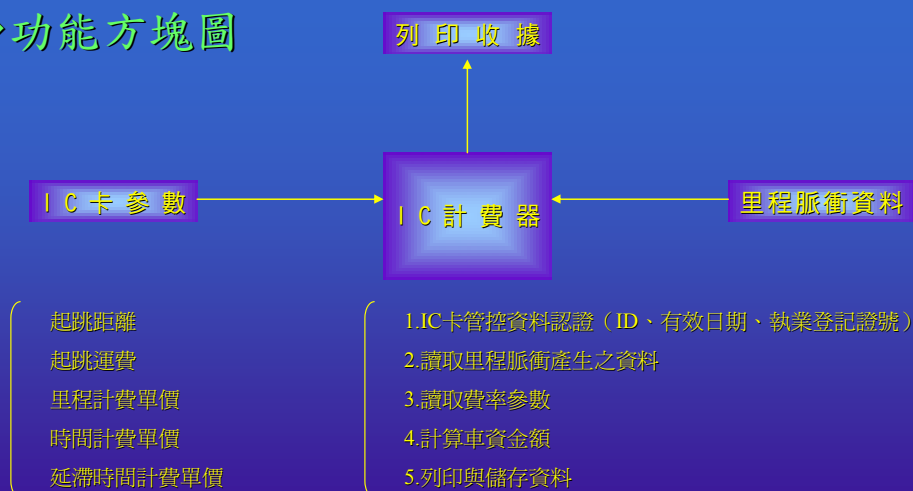 功能方塊圖
列印收據
IC卡參數
IC計費器
里程脈衝資料
起跳距離
起跳運費
里程計費單價
時間計費單價
延滯時間計費單價
1.IC卡管控資料認證（ID、有效日期、執業登記證號）
2.讀取里程脈衝產生之資料
3.讀取費率參數
4.計算車資金額
5.列印與儲存資料